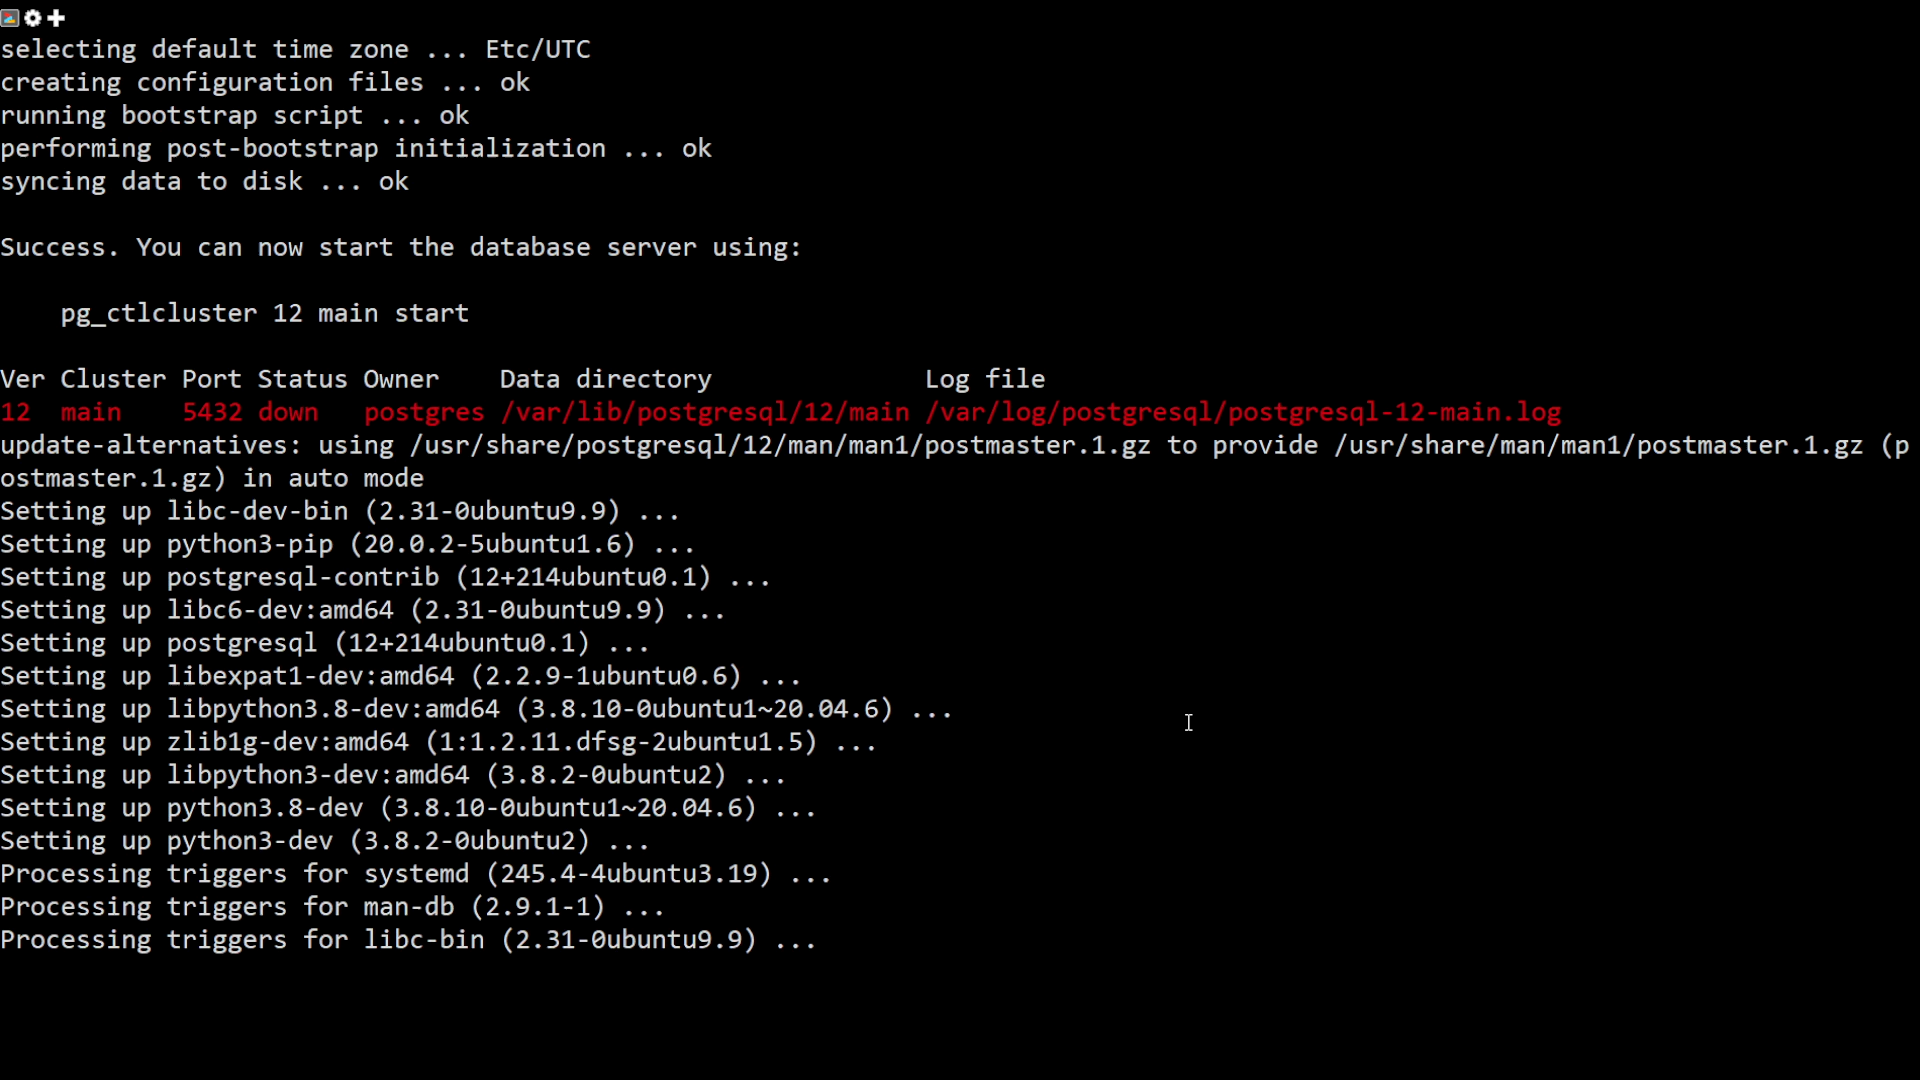 selecting default time zone ... Etc/UTC
creating configuration files ... ok
running bootstrap script ... ok
performing post-bootstrap initialization ... ok
syncing data to disk ... ok
Success. You can now start the database server using:
pg_ctlcluster 12 main start
Ver Cluster Port Status Owner    Data directory              Log file
12  main    5432 down   postgres /var/lib/postgresql/12/main /var/log/postgresql/postgresql-12-main.log
update-alternatives: using /usr/share/postgresql/12/man/man1/postmaster.1.gz to provide /usr/share/man/man1/postmaster.1.gz (p
ostmaster.1.gz) in auto mode
Setting up libc-dev-bin (2.31-0ubuntu9.9) ...
Setting up python3-pip (20.0.2-5ubuntu1.6) ...
Setting up postgresql-contrib (12+214ubuntu0.1) ...
Setting up libc6-dev:amd64 (2.31-0ubuntu9.9) ...
Setting up postgresql (12+214ubuntu0.1) ...
Setting up libexpat1-dev:amd64 (2.2.9-1ubuntu0.6) ...
Setting up libpython3.8-dev:amd64 (3.8.10-0ubuntu1~20.04.6) ...
Setting up zlib1g-dev:amd64 (1:1.2.11.dfsg-2ubuntu1.5) ...
Setting up libpython3-dev:amd64 (3.8.2-0ubuntu2) ...
Setting up python3.8-dev (3.8.10-0ubuntu1~20.04.6) ...
Setting up python3-dev (3.8.2-0ubuntu2) ...
Processing triggers for systemd (245.4-4ubuntu3.19) ...
Processing triggers for man-db (2.9.1-1) ...
Processing triggers for libc-bin (2.31-0ubuntu9.9) ...